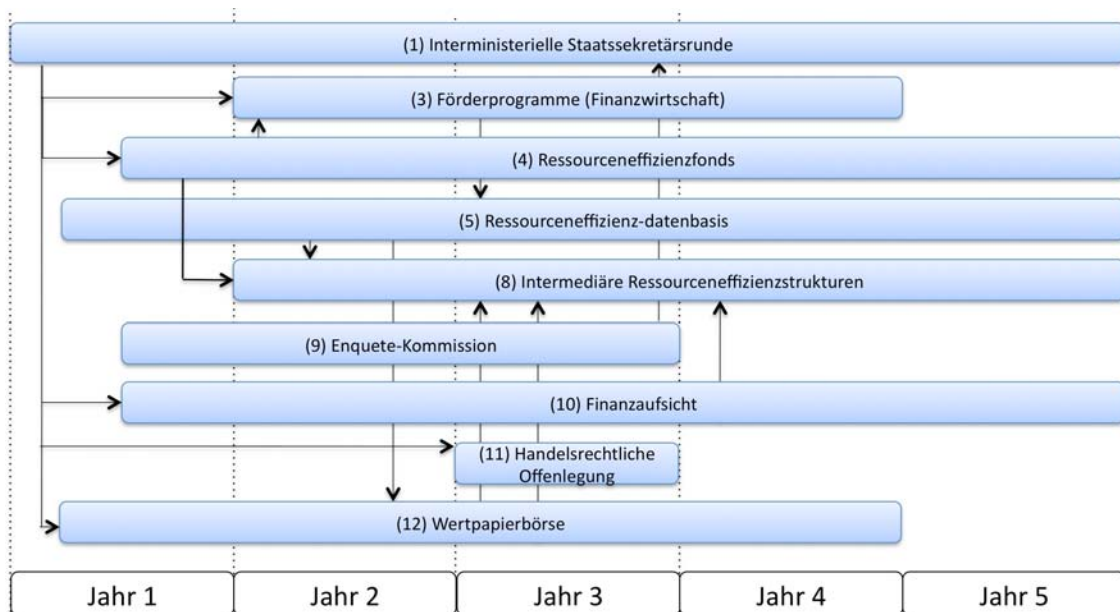 (1) Interministerielle Staatssekretärsrunde
(3) Förderprogramme (Finanzwirtschaft)
(4) Ressourceneffizienzfonds
(5) Ressourceneffizienz-datenbasis
(8) Intermediäre Ressourceneffizienzstrukturen
(9) Enquete-Kommission
(10) Finanzaufsicht
(11) Handelsrechtliche
Offenlegung
(12) Wertpapierbörse
Jahr 1 Jahr 2 Jahr 3 Jahr 4 Jahr 5